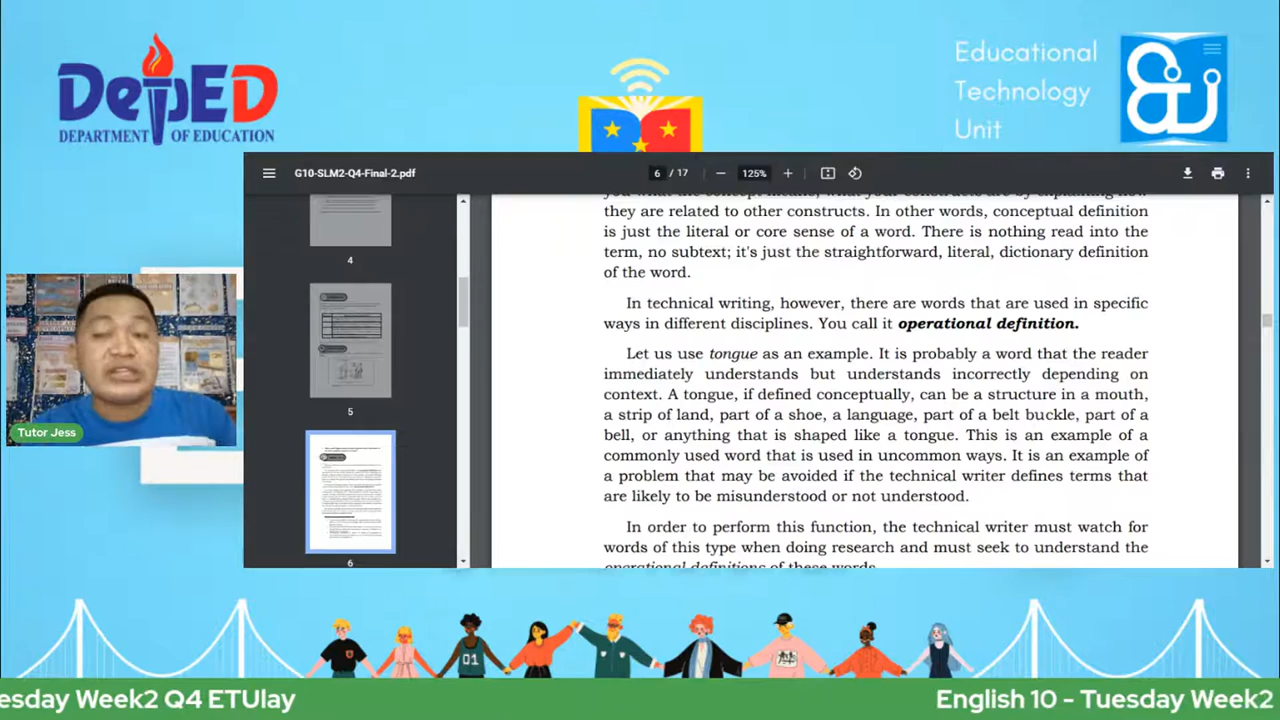 DepED
DEPARTMENT OF EDUCATION
Educational
Technology
Unit
G10-SLM2-Q4-Final-2.pdf
6 / 17
125%
4
5
6
they are related to other constructs. In other words, conceptual definition
is just the literal or core sense of a word. There is nothing read into the
term, no subtext; it's just the straightforward, literal, dictionary definition
of the word.
In technical writing, however, there are words that are used in specific
ways in different disciplines. You call it operational definition.
Let us use tongue as an example. It is probably a word that the reader
immediately understands but understands incorrectly depending on
context. A tongue, if defined conceptually, can be a structure in a mouth,
a strip of land, part of a shoe, a language, part of a belt buckle, part of a
bell, or anything that is shaped like a tongue. This is an example of a
commonly used word that is used in uncommon ways. It is an example of
a problem that may be avoided if the technical writer defines terms that
are likely to be misunderstood or not understood.
In order to perform this function, the technical writer must watch for
words of this type when doing research and must seek to understand the
operational definitions of these words.
Tutor Jess
01
esday Week2 Q4 ETUlay
English 10 - Tuesday Week2